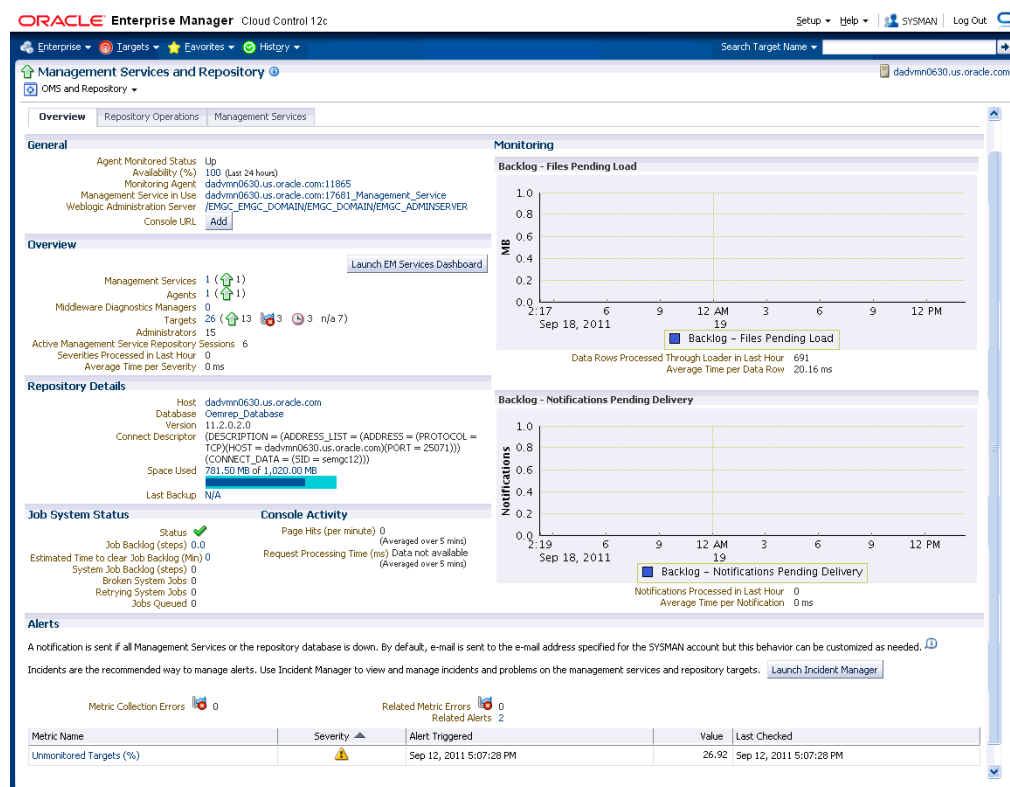 ORACLE Enterprise Manager Cloud Control 12c
Setup Help SYSMAN Log Out
Enterprise Targets Favorites History Search Target Name
Management Services and Repository
dadvmn0630.us.oracle.com
OMS and Repository
Overview Repository Operations Management Services
General
Agent Monitored Status Up
Availability (%) 100 (Last 24 hours)
Monitoring Agent dadvmn0630.us.oracle.com:11865
Management Service in Use dadvmn0630.us.oracle.com:17681_Management_Service
Weblogic Administration Server /EMGC_EMGC_DOMAIN/EMGC_DOMAIN/EMGC_ADMINSERVER
Console URL Add
Overview
Launch EM Services Dashboard
Management Services 1 ( 1)
Agents 1 ( 1)
Middleware Diagnostics Managers 0
Targets 26 ( 13 3 3 n/a 7)
Administrators 15
Active Management Service Repository Sessions 6
Severities Processed in Last Hour 0
Average Time per Severity 0 ms
Repository Details
Host dadvmn0630.us.oracle.com
Database Oemrep_Database
Version 11.2.0.2.0
Connect Descriptor (DESCRIPTION = (ADDRESS_LIST = (ADDRESS = (PROTOCOL =
TCP)(HOST = dadvmn0630.us.oracle.com)(PORT = 25071)))
(CONNECT_DATA = (SID = semgc12)))
Space Used 781.50 MB of 1,020.00 MB
Last Backup N/A
Job System Status
Status
Job Backlog (steps) 0.0
Estimated Time to clear Job Backlog (Min) 0
System Job Backlog (steps) 0
Broken System Jobs 0
Retrying System Jobs 0
Jobs Queued 0
Console Activity
Page Hits (per minute) 0
(Averaged over 5 mins)
Request Processing Time (ms) Data not available
(Averaged over 5 mins)
Monitoring
Backlog - Files Pending Load
1.0
0.8
0.6
0.4
0.2
0.0
MB
2:17 6 9 12 AM 3 6 9 12 PM
Sep 18, 2011 19
Backlog - Files Pending Load
Data Rows Processed Through Loader in Last Hour 691
Average Time per Data Row 20.16 ms
Backlog - Notifications Pending Delivery
1.0
0.8
0.6
0.4
0.2
0.0
Notifications
2:19 6 9 12 AM 3 6 9 12 PM
Sep 18, 2011 19
Backlog - Notifications Pending Delivery
Notifications Processed in Last Hour 0
Average Time per Notification 0 ms
Alerts
A notification is sent if all Management Services or the repository database is down. By default, e-mail is sent to the e-mail address specified for the SYSMAN account but this behavior can be customized as needed.
Incidents are the recommended way to manage alerts. Use Incident Manager to view and manage incidents and problems on the management services and repository targets. Launch Incident Manager
Metric Collection Errors 0 Related Metric Errors 0
Related Alerts 2
Metric Name Severity Alert Triggered Value Last Checked
Unmonitored Targets (%) Sep 12, 2011 5:07:28 PM 26.92 Sep 12, 2011 5:07:28 PM